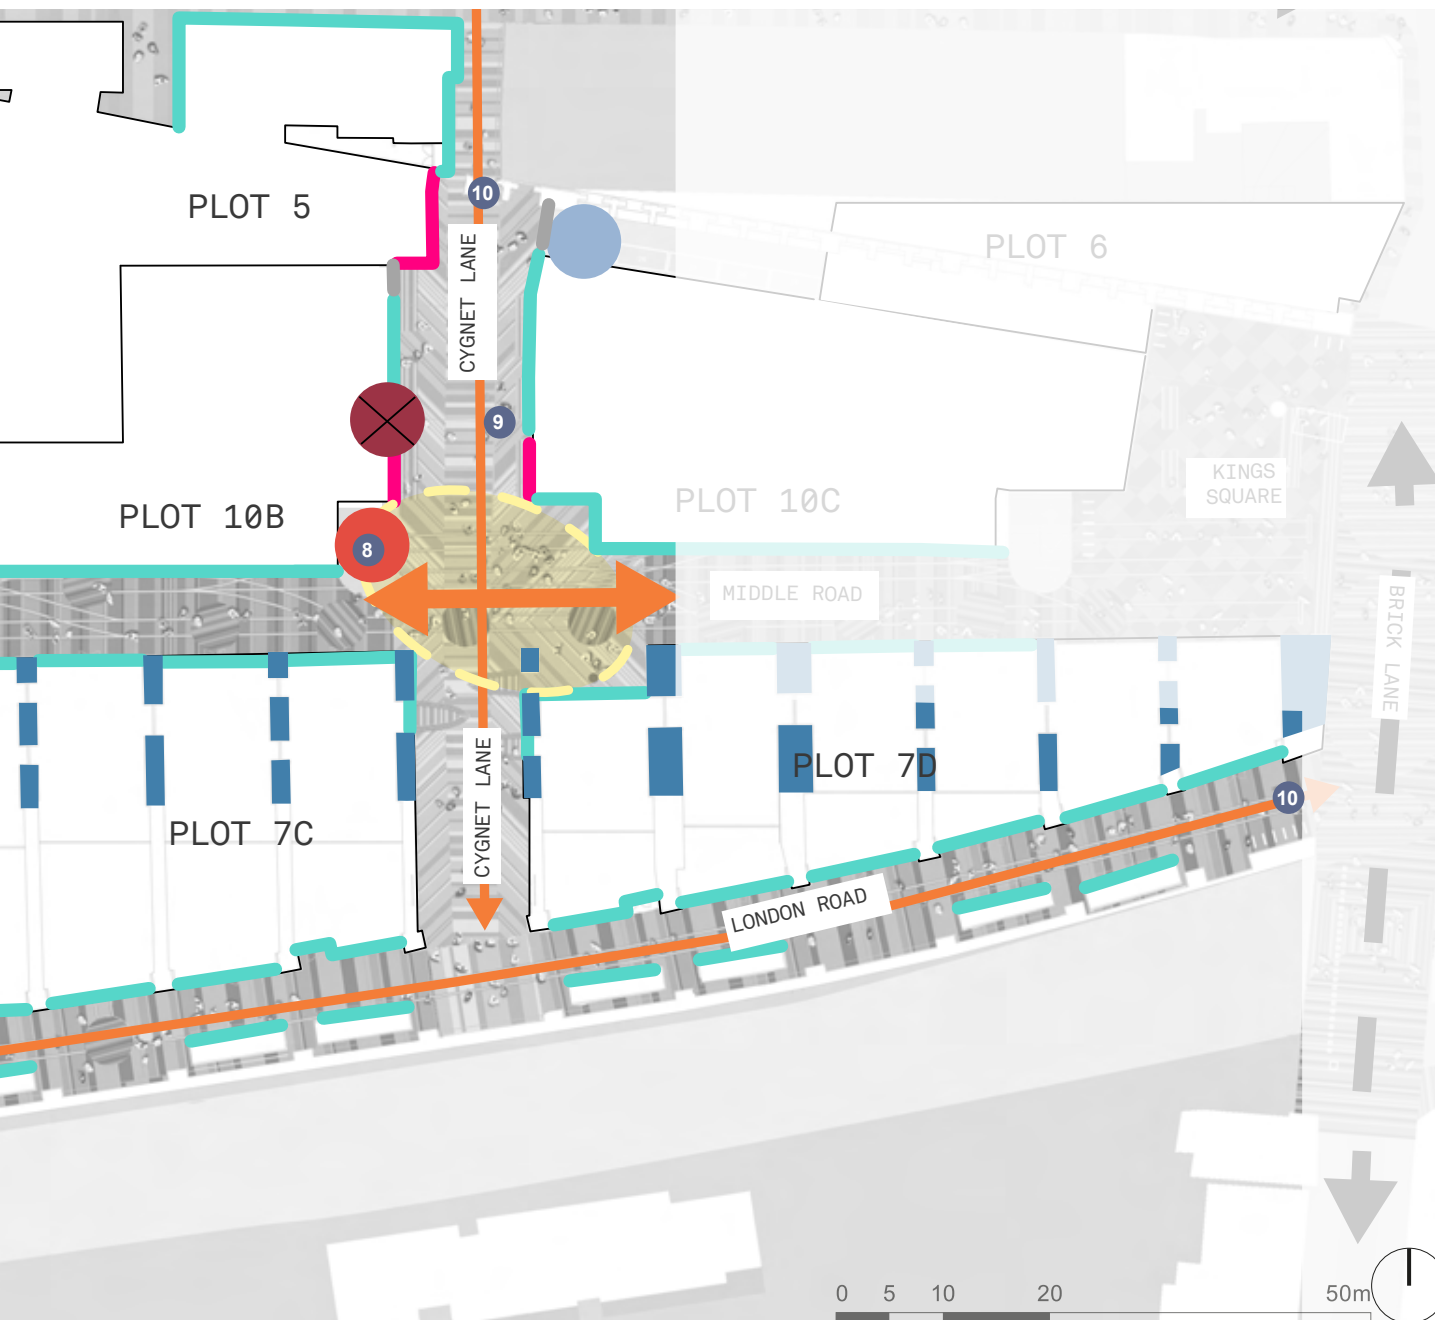 10
PLOT 5
CYGNET LANE
PLOT 6
9
KINGS
SQUARE
PLOT 10C
PLOT 10B
8
MIDDLE ROAD
BRICK LANE
PLOT 7D
CYGNET LANE
10
PLOT 7C
LONDON ROAD
0 5 10 20 50m